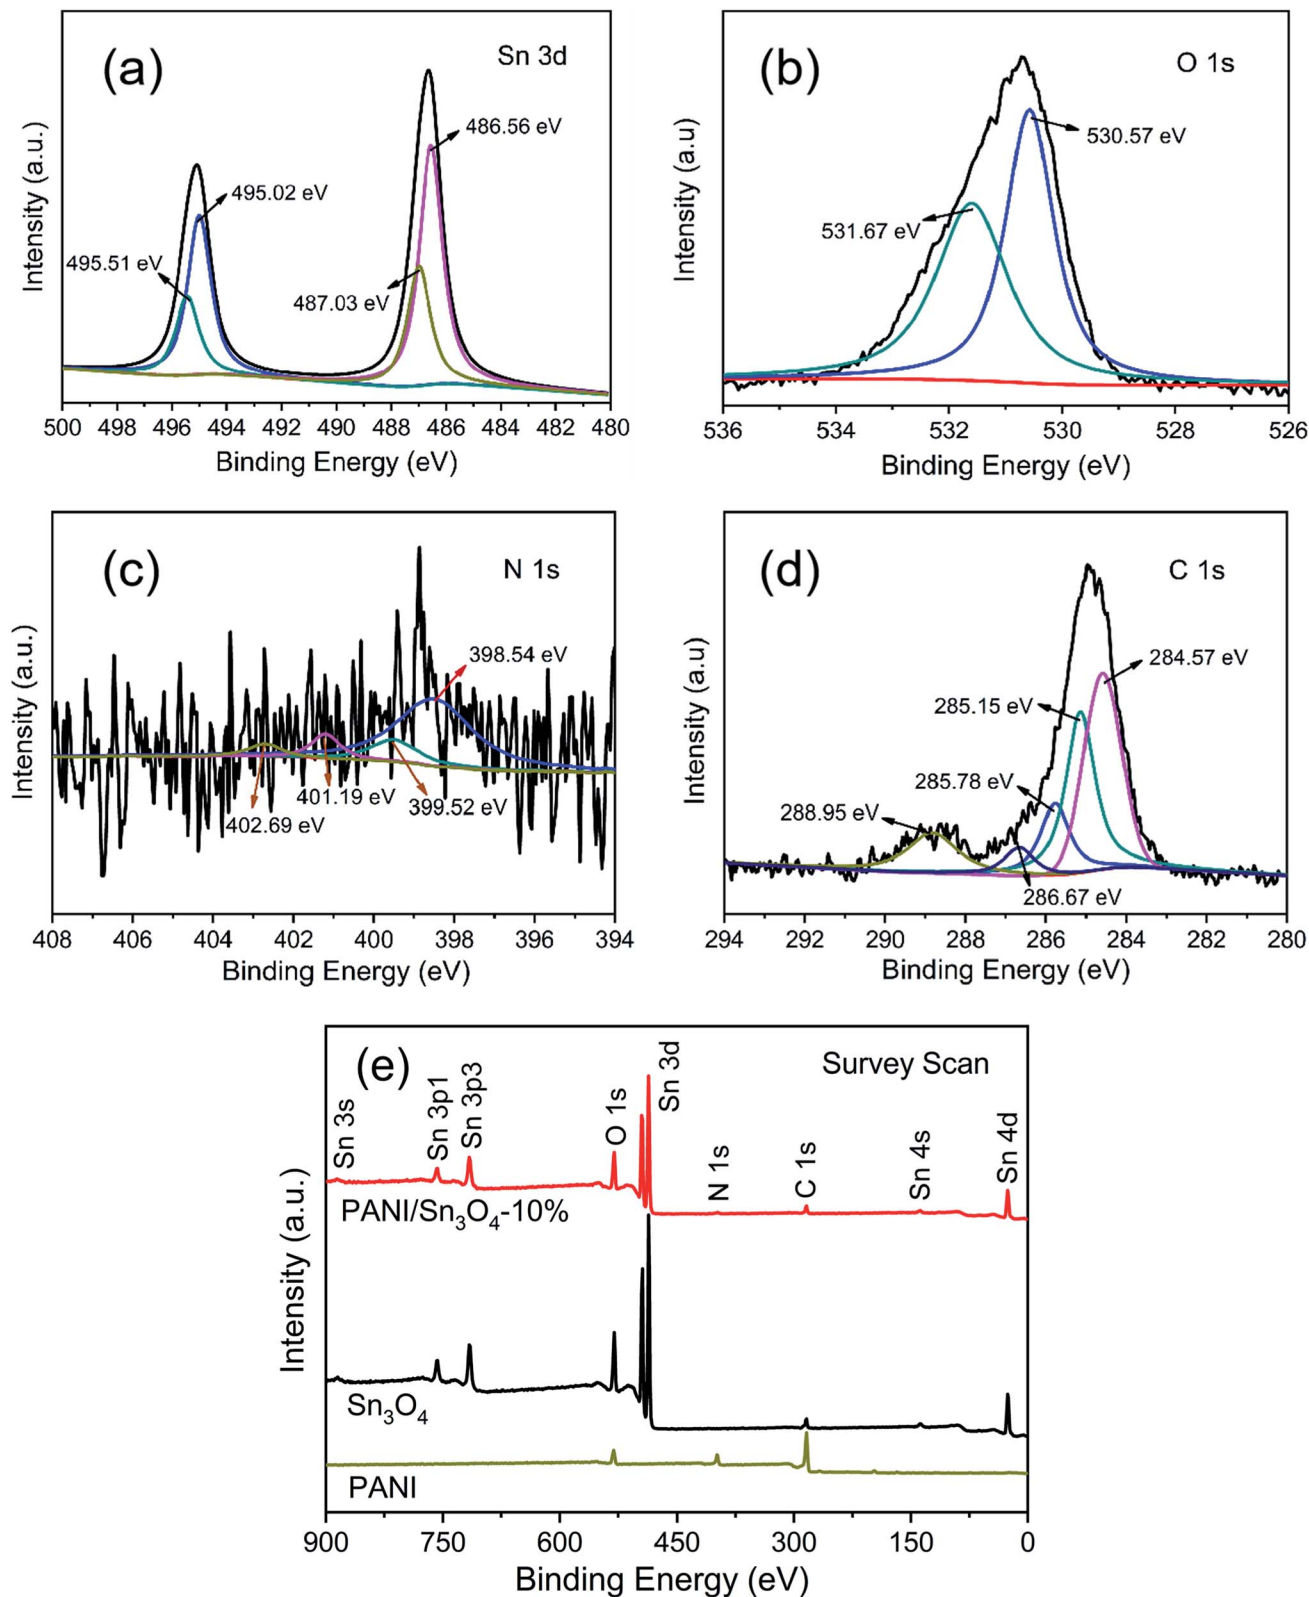 (a)
Sn 3d
486.56 eV
495.02 eV
495.51 eV
487.03 eV
Intensity (a.u.)
500 498 496 494 492 490 488 486 484 482 480
Binding Energy (eV)
(b)
O 1s
530.57 eV
531.67 eV
Intensity (a.u)
536 534 532 530 528 526
Binding Energy (eV)
(c)
N 1s
398.54 eV
401.19 eV
399.52 eV
402.69 eV
Intensity (a.u.)
408 406 404 402 400 398 396 394
Binding Energy (eV)
(d)
C 1s
284.57 eV
285.15 eV
285.78 eV
288.95 eV
286.67 eV
Intensity (a.u)
294 292 290 288 286 284 282 280
Binding Energy (eV)
(e)
Survey Scan
Sn 3s
Sn 3p1
Sn 3p3
O 1s
Sn 3d
N 1s
C 1s
Sn 4s
Sn 4d
PANI/Sn₃O₄-10%
Sn₃O₄
PANI
Intensity (a.u.)
900 750 600 450 300 150 0
Binding Energy (eV)